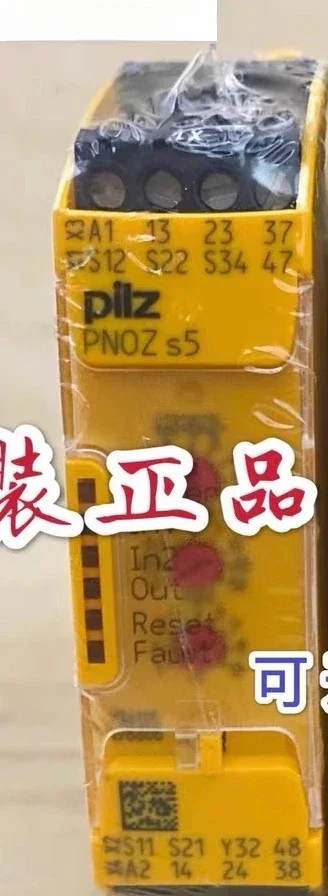 A1 13 23 37
S12 S22 S34 47
pilz
PNOZ s5
装正品
In2
Out
Reset
Fault
可
S11 S21 Y32 48
A2 14 24 38